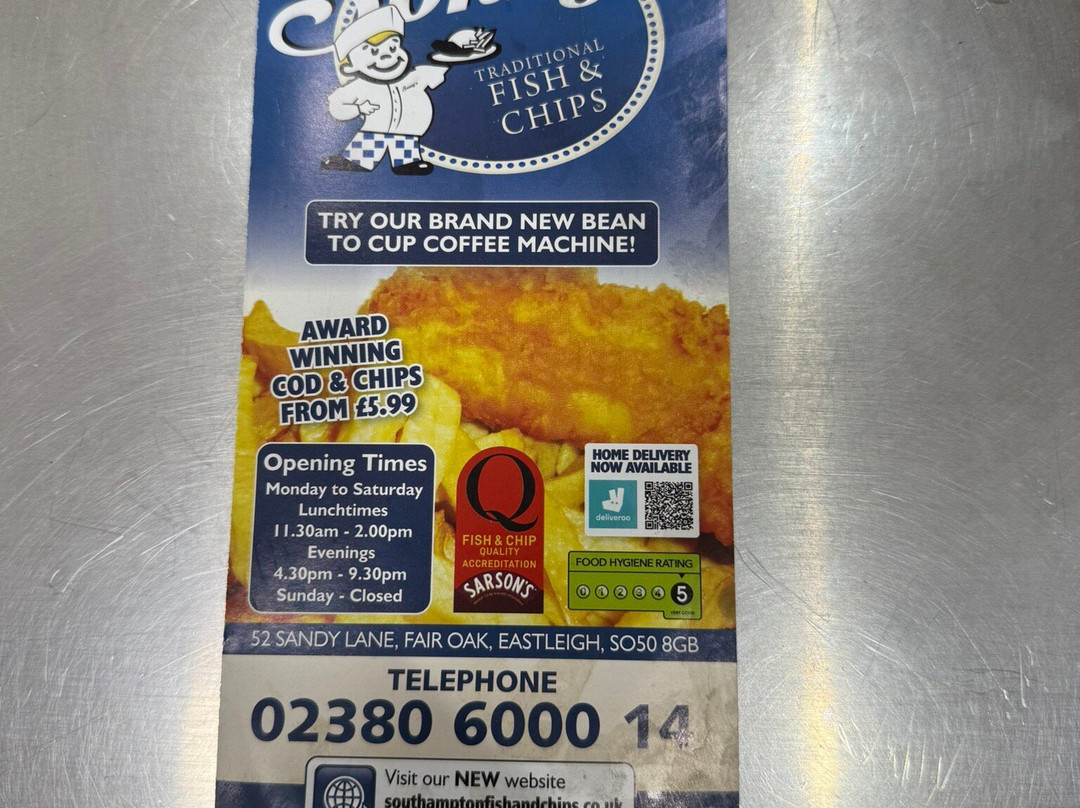 TRADITIONAL
FISH &
CHIPS
TRY OUR BRAND NEW BEAN
TO CUP COFFEE MACHINE!
AWARD
WINNING
COD & CHIPS
FROM £5.99
Opening Times
Monday to Saturday
Lunchtimes
11.30am - 2.00pm
Evenings
4.30pm - 9.30pm
Sunday - Closed
Q
FISH & CHIP
QUALITY
ACCREDITATION
SARSON'S
HOME DELIVERY
NOW AVAILABLE
deliveroo
FOOD HYGIENE RATING
0 1 2 3 4 5
VERY GOOD
52 SANDY LANE, FAIR OAK, EASTLEIGH, SO50 8GB
TELEPHONE
02380 6000 14
Visit our NEW website
southamptonfishandchips.co.uk